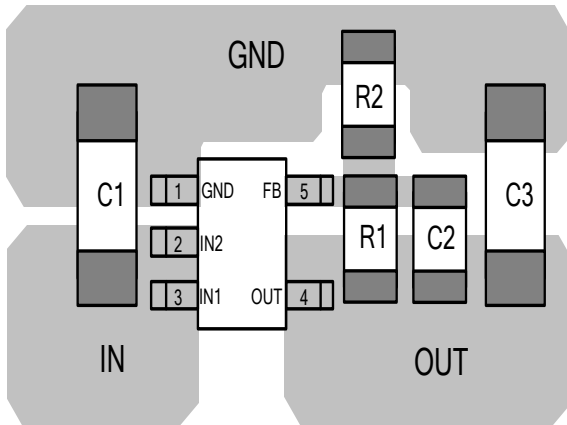 GND
R2
C1
1 GND FB 5
C3
2 IN2
R1 C2
3 IN1 OUT 4
IN
OUT